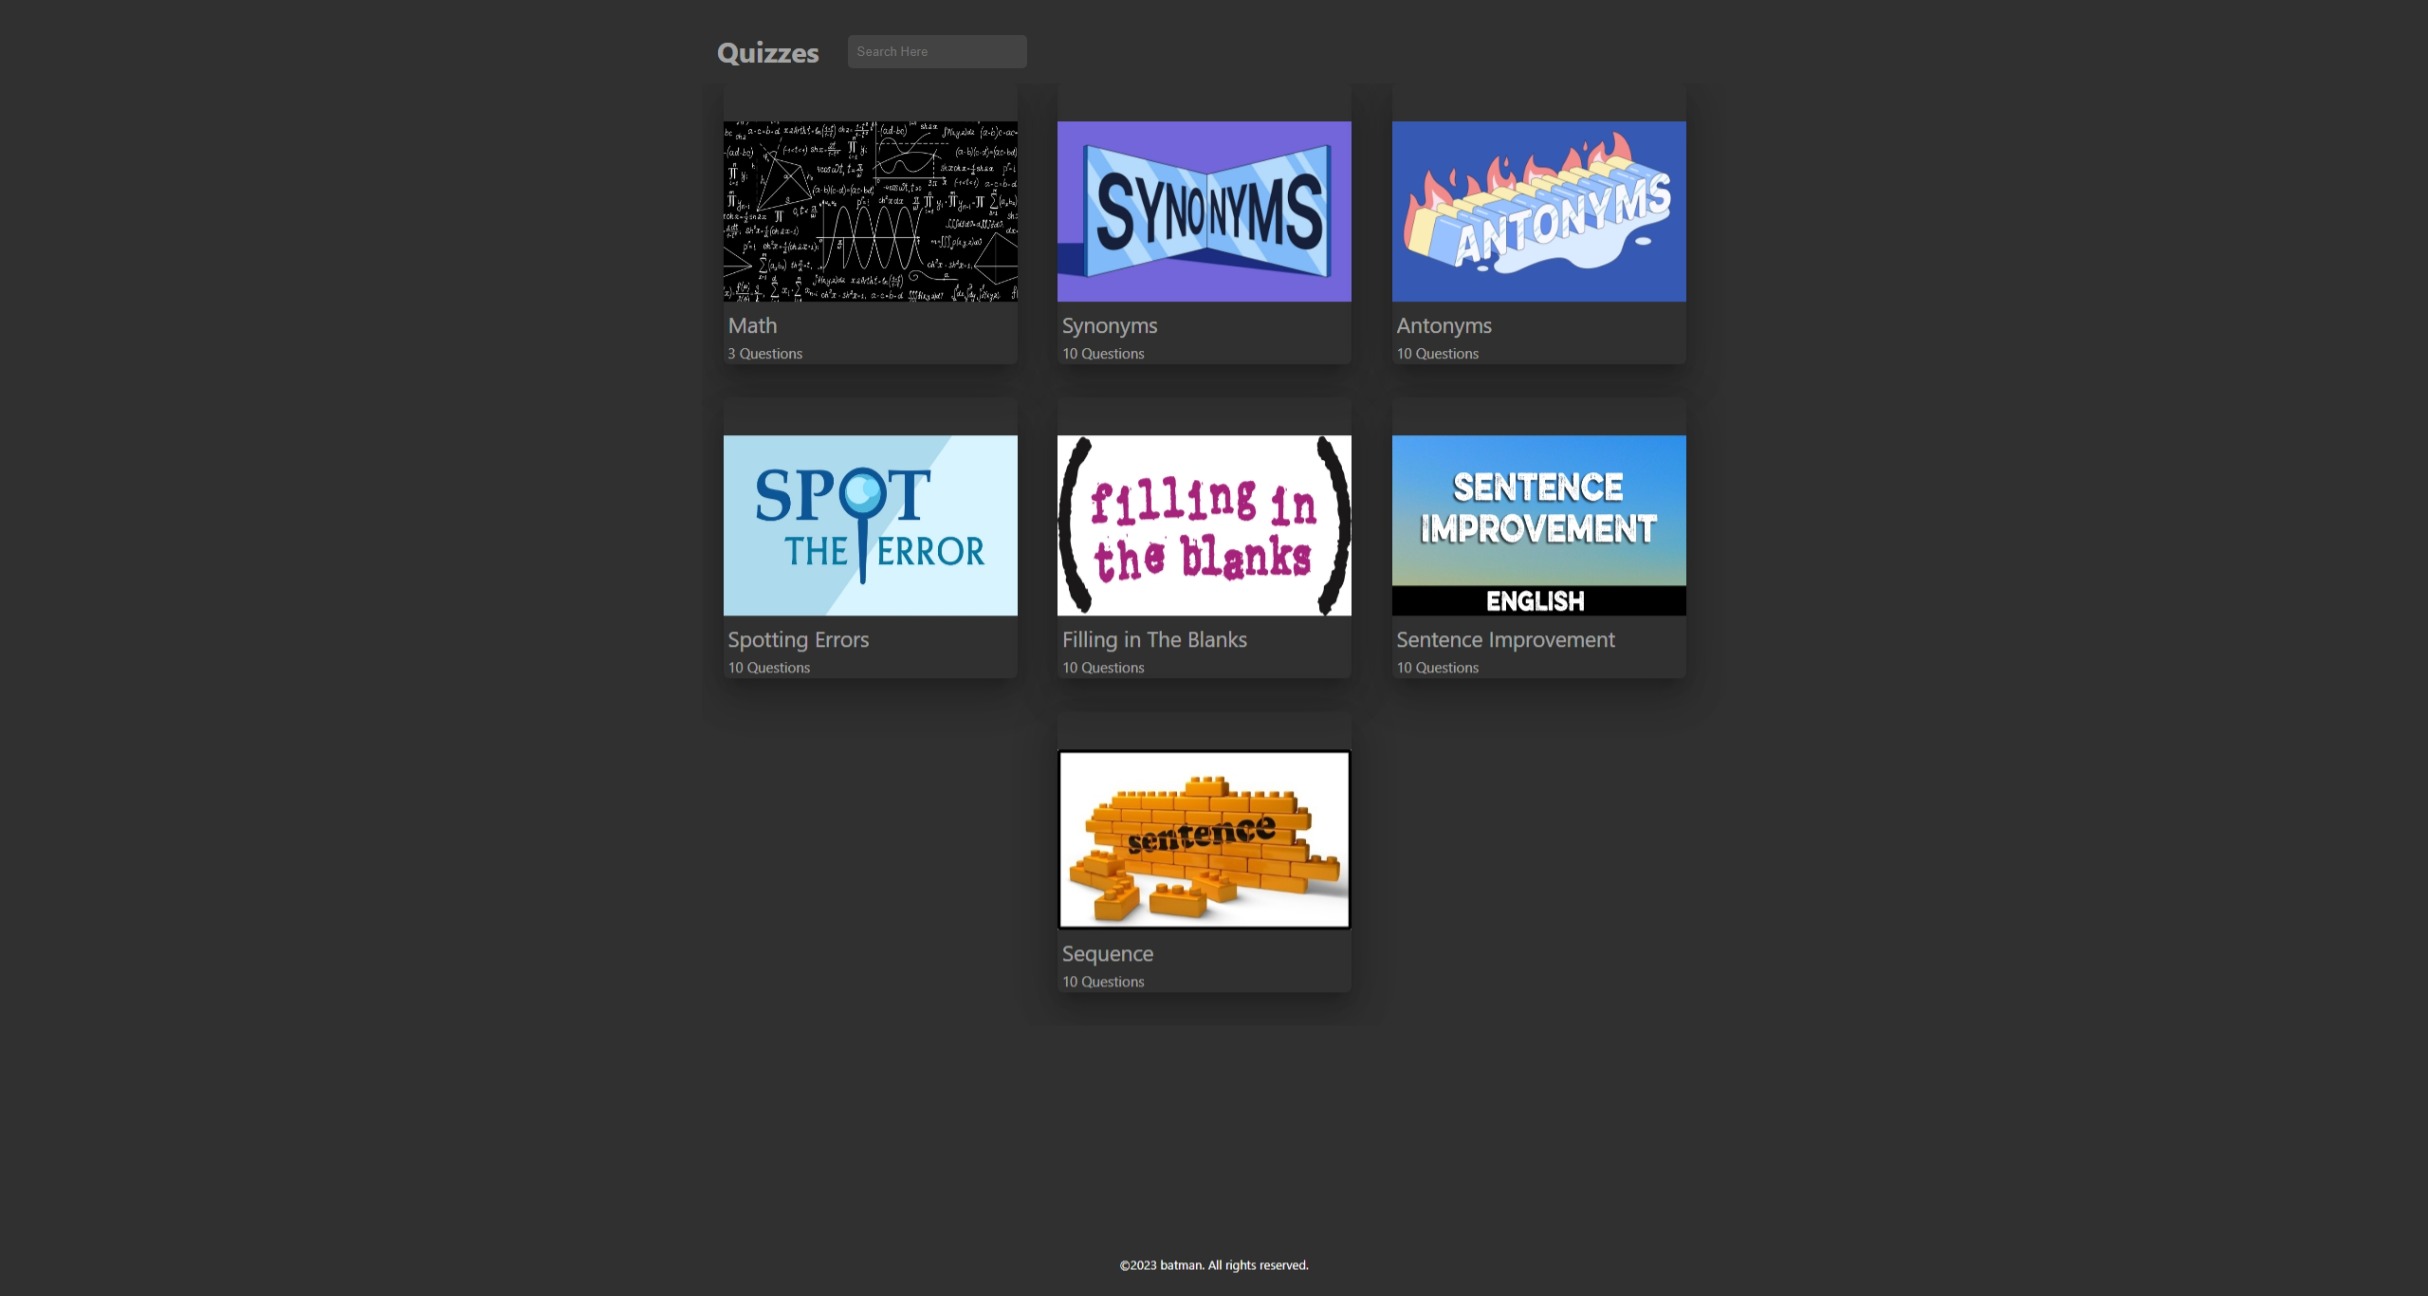 Quizzes
Search Here
SYNONYMS
ANTONYMS
Math
Synonyms
Antonyms
3 Questions
10 Questions
10 Questions
SPOT
THE ERROR
filling in
the blanks
SENTENCE
IMPROVEMENT
ENGLISH
Spotting Errors
Filling in The Blanks
Sentence Improvement
10 Questions
10 Questions
10 Questions
sentence
Sequence
10 Questions
©2023 batman. All rights reserved.